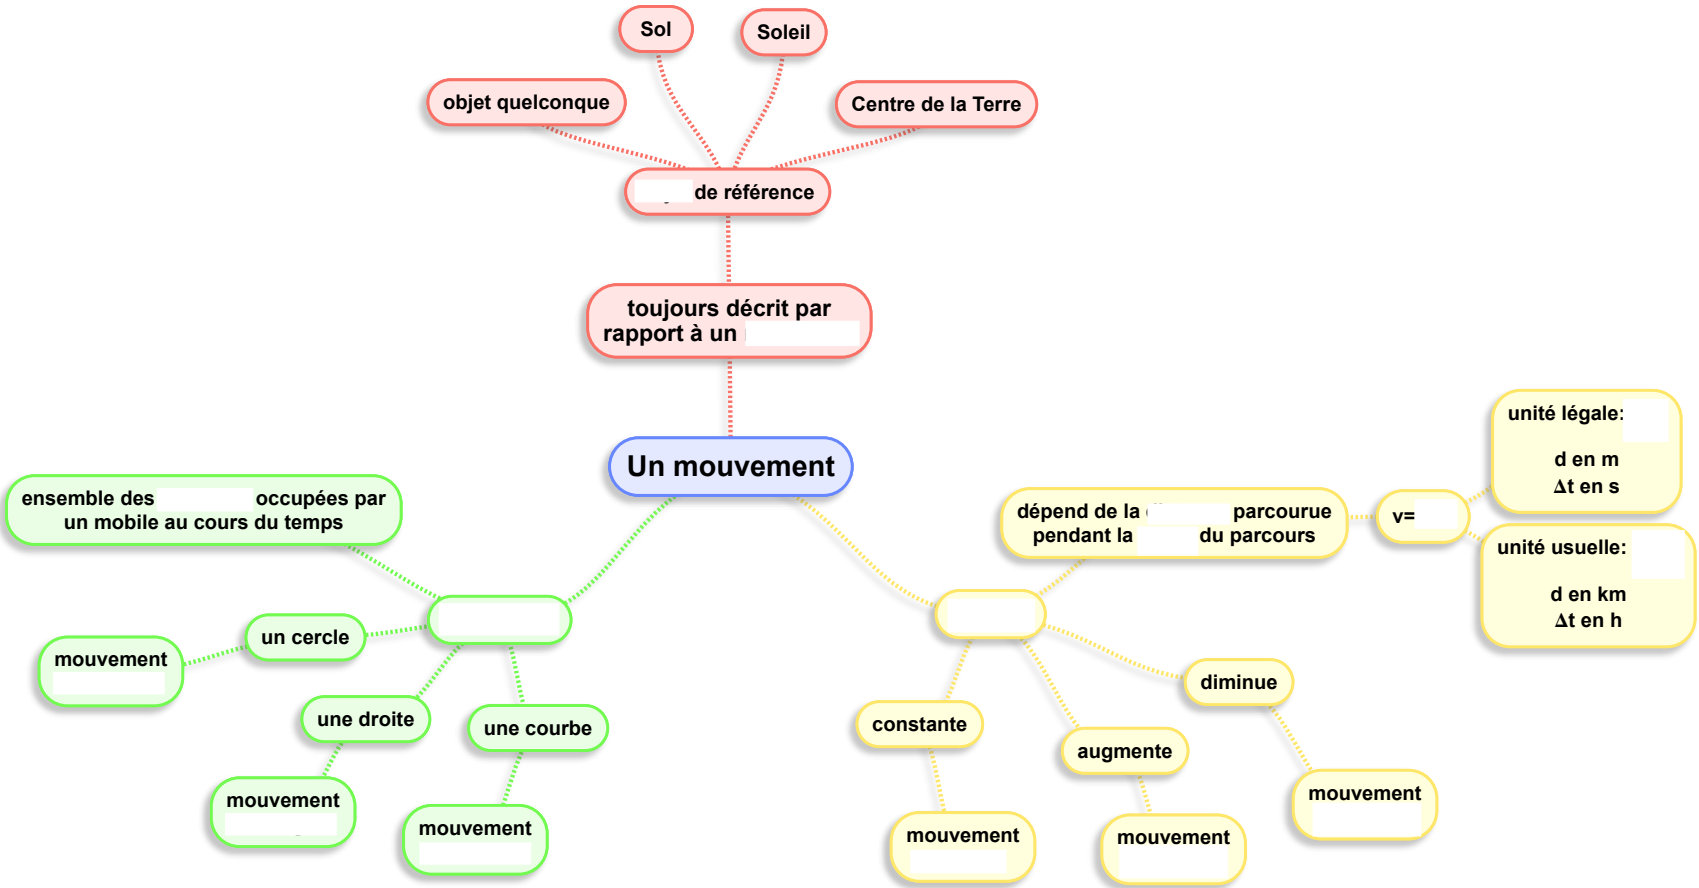 Sol
Soleil
objet quelconque
Centre de la Terre
de référence
toujours décrit par
rapport à un
Un mouvement
ensemble des occupées par
un mobile au cours du temps
un cercle
mouvement
une droite
mouvement
une courbe
mouvement
dépend de la parcourue
pendant la du parcours
v=
unité légale:
d en m
Δt en s
unité usuelle:
d en km
Δt en h
constante
mouvement
augmente
mouvement
diminue
mouvement